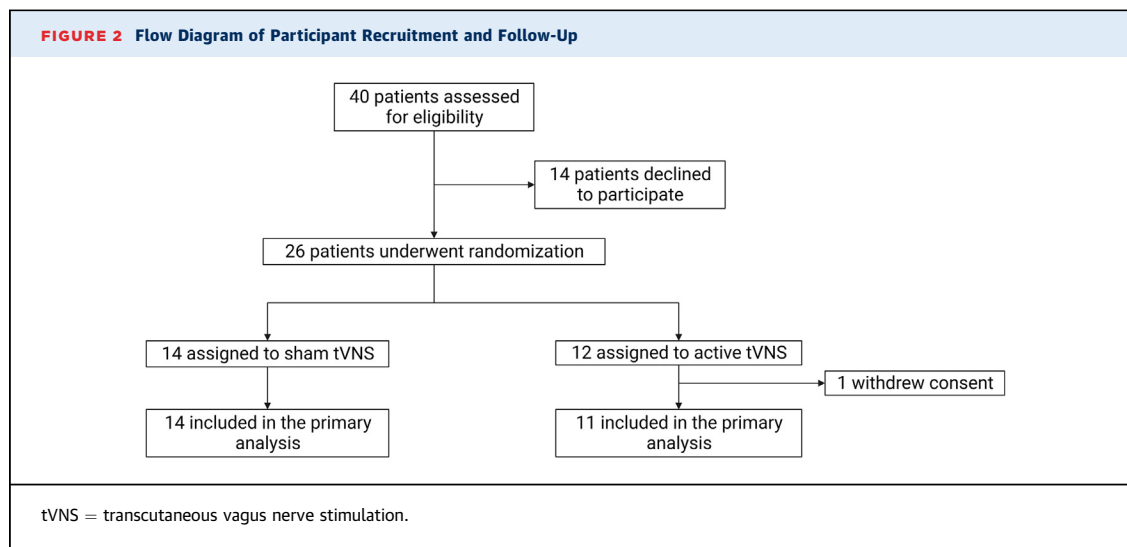 FIGURE 2 Flow Diagram of Participant Recruitment and Follow-Up
40 patients assessed
for eligibility
14 patients declined
to participate
26 patients underwent randomization
14 assigned to sham tVNS
12 assigned to active tVNS
1 withdrew consent
14 included in the primary
analysis
11 included in the primary
analysis
tVNS = transcutaneous vagus nerve stimulation.